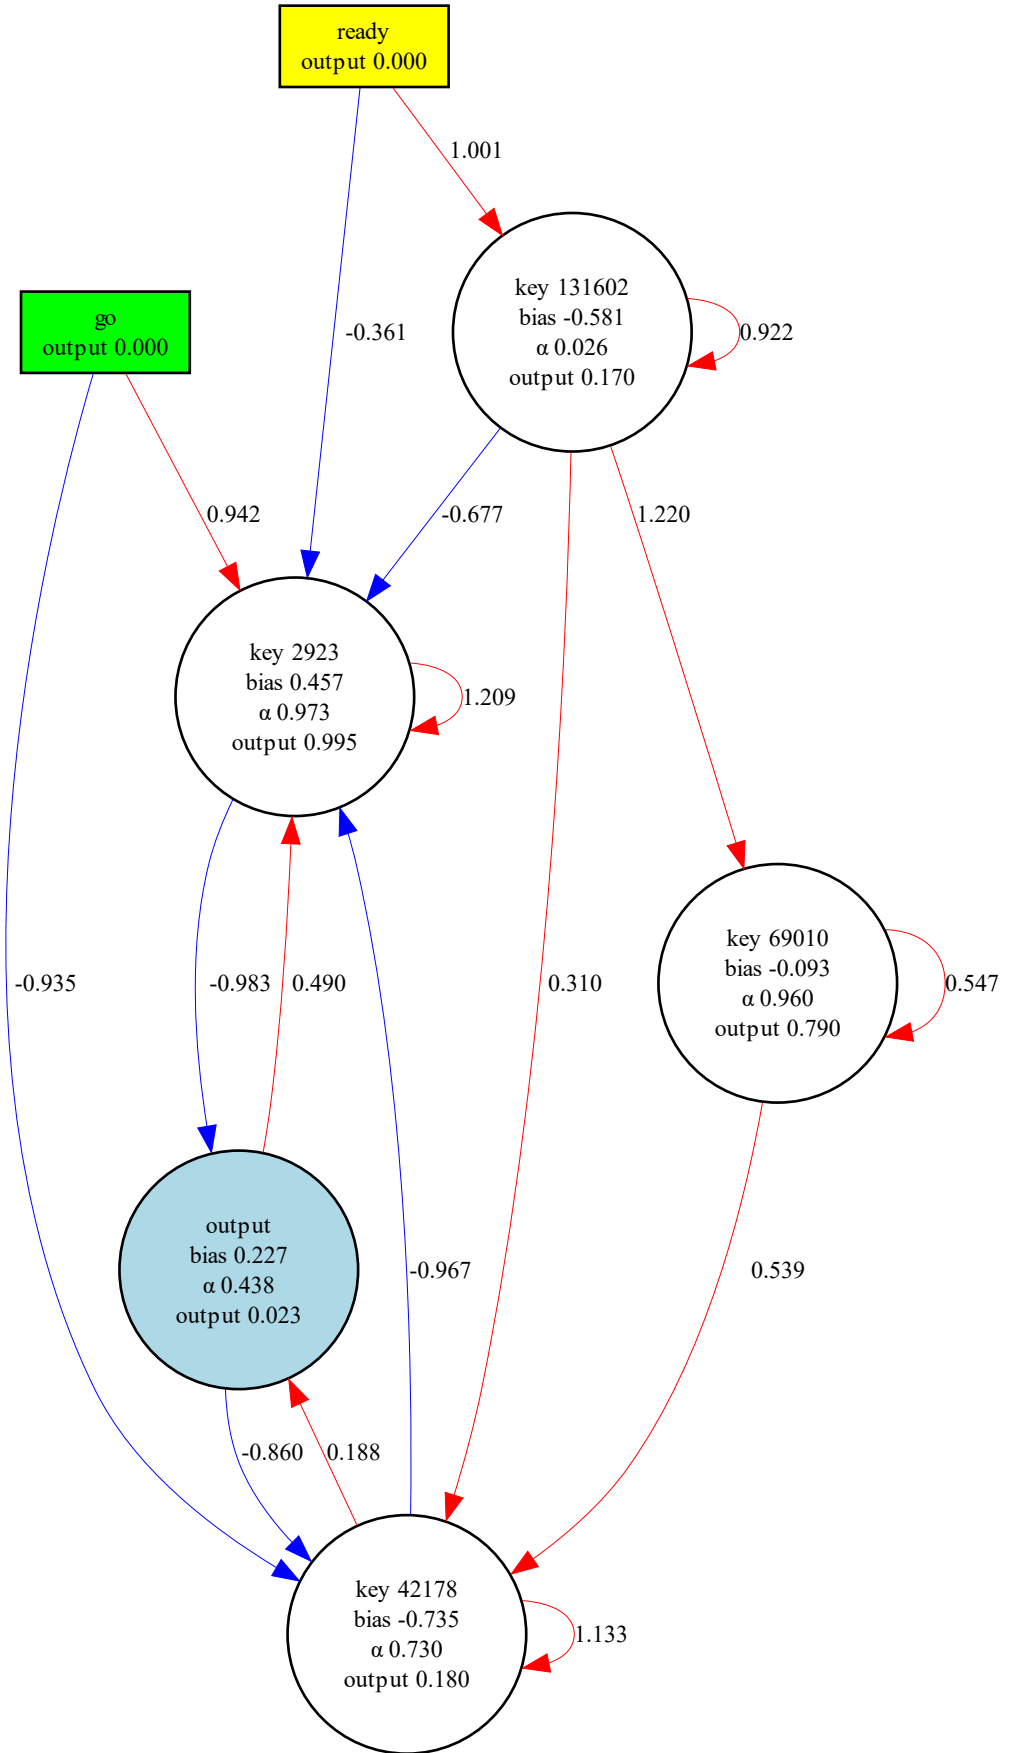 ready
output 0.000
1.001
key 131602
bias -0.581
α 0.026
output 0.170
0.922
go
output 0.000
-0.361
0.942
-0.677
1.220
key 2923
bias 0.457
α 0.973
output 0.995
1.209
key 69010
bias -0.093
α 0.960
output 0.790
0.547
-0.935
-0.983
0.490
0.310
output
bias 0.227
α 0.438
output 0.023
-0.967
0.539
-0.860
0.188
key 42178
bias -0.735
α 0.730
output 0.180
1.133